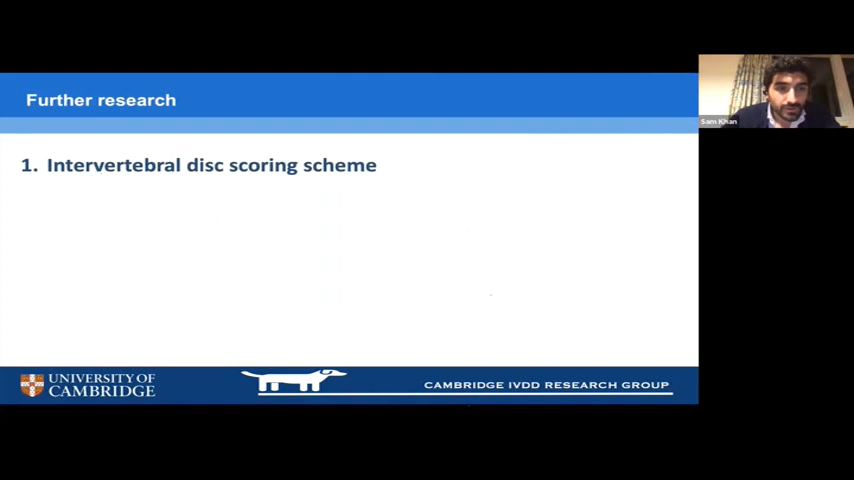 Further research
Sam Khan
1. Intervertebral disc scoring scheme
UNIVERSITY OF
CAMBRIDGE
CAMBRIDGE IVDD RESEARCH GROUP